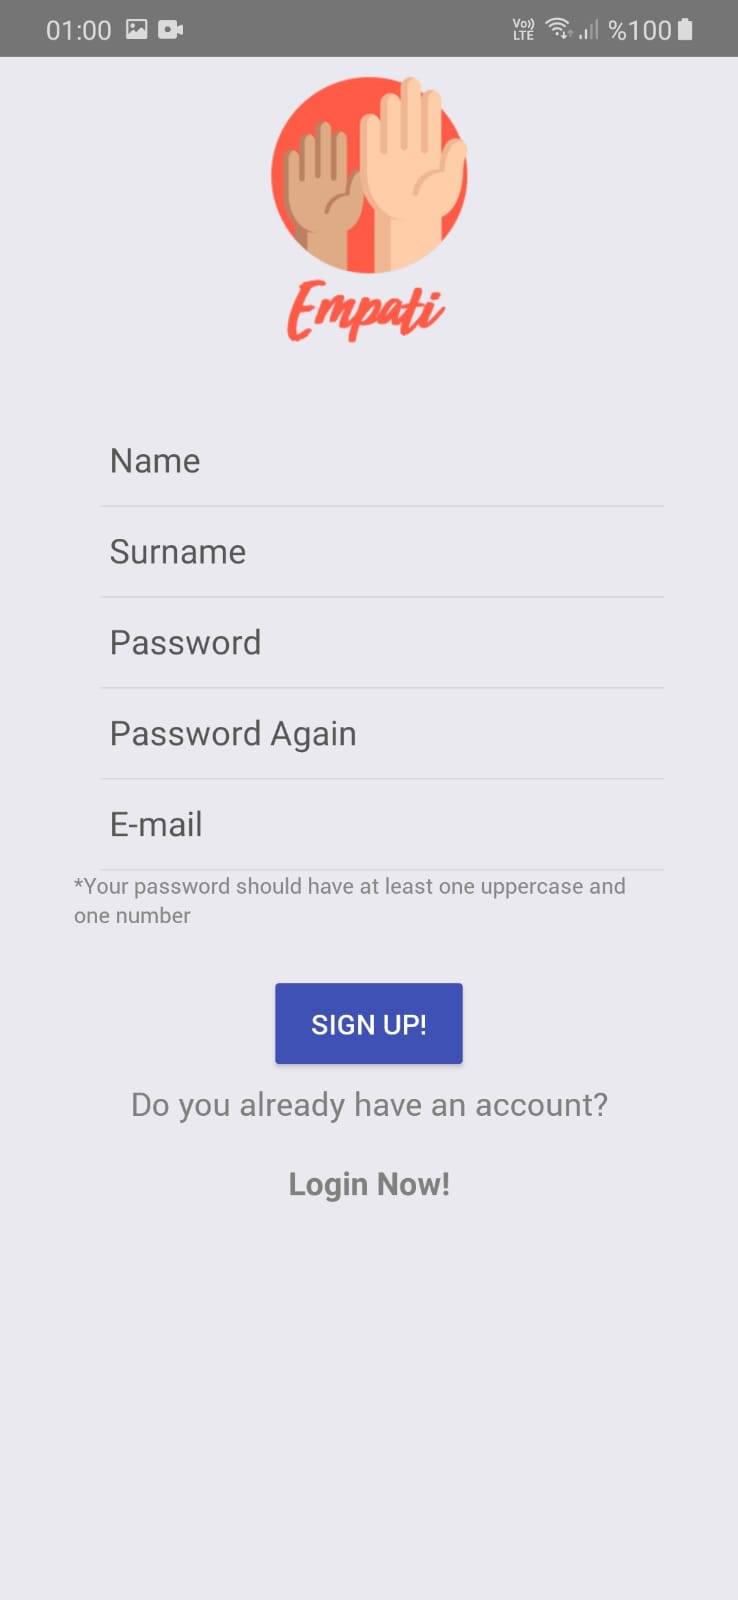 01:00
Vo)) LTE
%100
Empati
Name
Surname
Password
Password Again
E-mail
*Your password should have at least one uppercase and
one number
SIGN UP!
Do you already have an account?
Login Now!